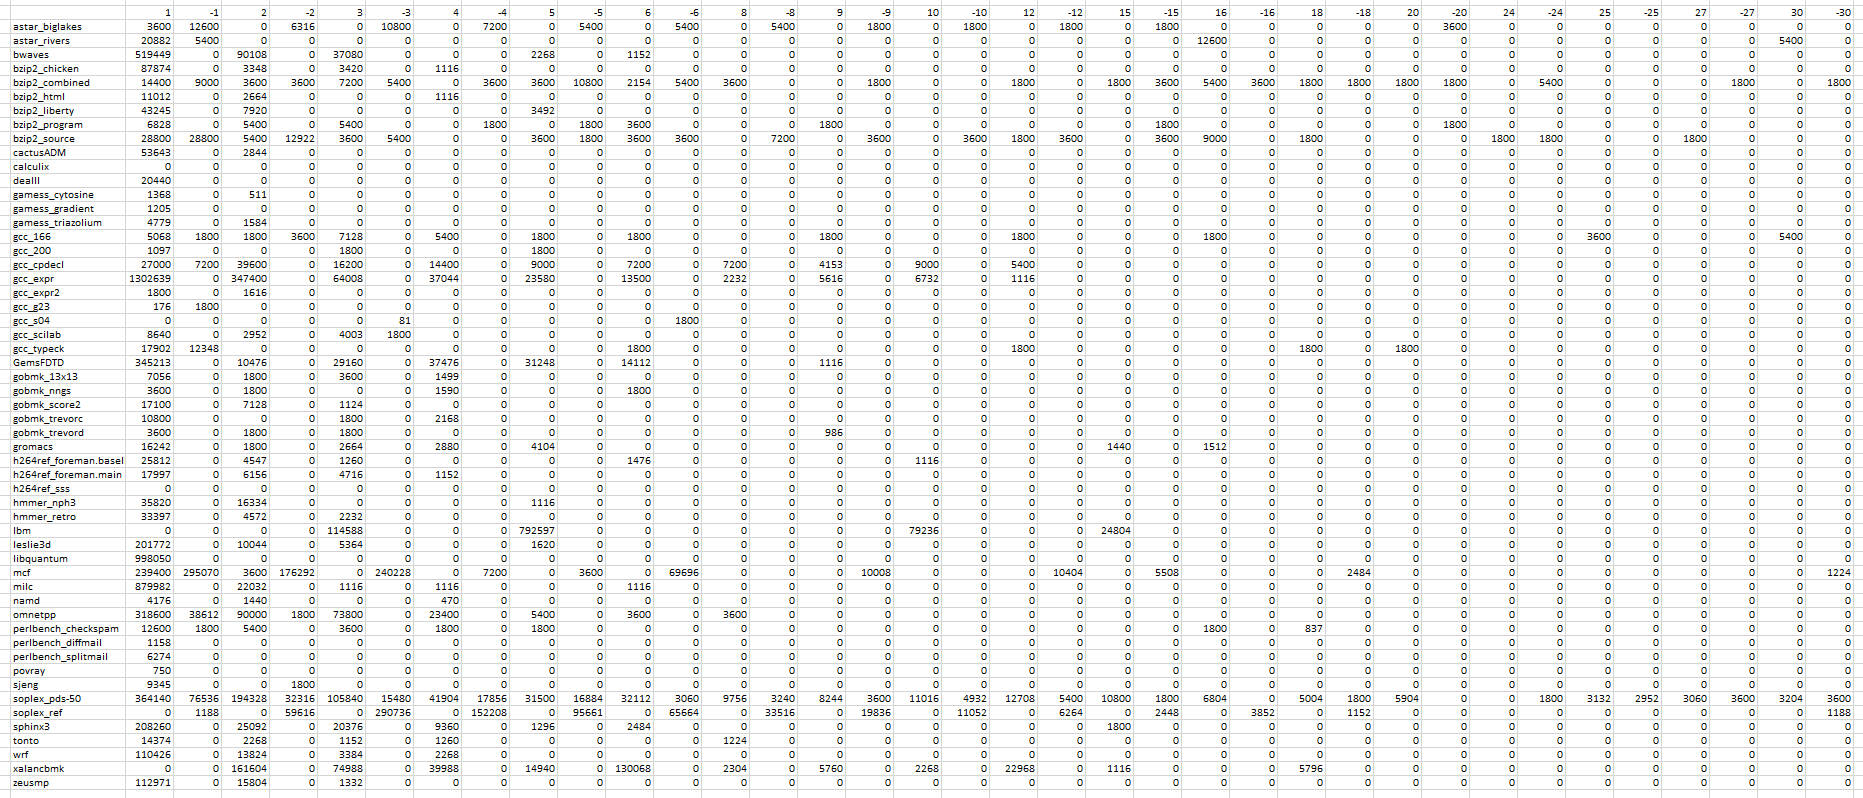 1 -1 2 -2 3 -3 4 -4 5 -5 6 -6 8 -8 9 -9 10 -10 12 -12 15 -15 16 -16 18 -18 20 -20 24 -24 25 -25 27 -27 30 -30
astar_biglakes 3600 12600 0 6316 0 10800 0 7200 0 5400 0 5400 0 5400 0 1800 0 1800 0 1800 0 1800 0 0 0 0 0 3600 0 0 0 0 0 0 0 0
astar_rivers 20882 5400 0 0 0 0 0 0 0 0 0 0 0 0 0 0 0 0 0 0 0 0 12600 0 0 0 0 0 0 0 0 0 0 0 5400 0
bwaves 519449 0 90108 0 37080 0 0 0 2268 0 1152 0 0 0 0 0 0 0 0 0 0 0 0 0 0 0 0 0 0 0 0 0 0 0 0 0
bzip2_chicken 87874 0 3348 0 3420 0 1116 0 0 0 0 0 0 0 0 0 0 0 0 0 0 0 0 0 0 0 0 0 0 0 0 0 0 0 0 0
bzip2_combined 14400 9000 3600 3600 7200 5400 0 3600 3600 10800 2154 5400 3600 0 0 1800 0 0 1800 0 1800 3600 5400 3600 1800 1800 1800 1800 0 5400 0 0 0 1800 0 1800
bzip2_html 11012 0 2664 0 0 0 1116 0 0 0 0 0 0 0 0 0 0 0 0 0 0 0 0 0 0 0 0 0 0 0 0 0 0 0 0 0
bzip2_liberty 43245 0 7920 0 0 0 0 0 3492 0 0 0 0 0 0 0 0 0 0 0 0 0 0 0 0 0 0 0 0 0 0 0 0 0 0 0
bzip2_program 6828 0 5400 0 5400 0 0 1800 0 1800 3600 0 0 0 1800 0 0 0 0 0 0 1800 0 0 0 0 0 1800 0 0 0 0 0 0 0 0
bzip2_source 28800 28800 5400 12922 3600 5400 0 0 3600 1800 3600 3600 0 7200 0 3600 0 3600 1800 3600 0 3600 9000 0 1800 0 0 0 1800 1800 0 0 1800 0 0 0
cactusADM 53643 0 2844 0 0 0 0 0 0 0 0 0 0 0 0 0 0 0 0 0 0 0 0 0 0 0 0 0 0 0 0 0 0 0 0 0
calculix 0 0 0 0 0 0 0 0 0 0 0 0 0 0 0 0 0 0 0 0 0 0 0 0 0 0 0 0 0 0 0 0 0 0 0 0
dealII 20440 0 0 0 0 0 0 0 0 0 0 0 0 0 0 0 0 0 0 0 0 0 0 0 0 0 0 0 0 0 0 0 0 0 0 0
gamess_cytosine 1368 0 511 0 0 0 0 0 0 0 0 0 0 0 0 0 0 0 0 0 0 0 0 0 0 0 0 0 0 0 0 0 0 0 0 0
gamess_gradient 1205 0 0 0 0 0 0 0 0 0 0 0 0 0 0 0 0 0 0 0 0 0 0 0 0 0 0 0 0 0 0 0 0 0 0 0
gamess_triazolium 4779 0 1584 0 0 0 0 0 0 0 0 0 0 0 0 0 0 0 0 0 0 0 0 0 0 0 0 0 0 0 0 0 0 0 0 0
gcc_166 5068 1800 1800 3600 7128 0 5400 0 1800 0 1800 0 0 0 1800 0 0 0 1800 0 0 0 1800 0 0 0 0 0 0 0 3600 0 0 0 5400 0
gcc_200 1097 0 0 0 1800 0 0 0 1800 0 0 0 0 0 0 0 0 0 0 0 0 0 0 0 0 0 0 0 0 0 0 0 0 0 0 0
gcc_cpdecl 27000 7200 39600 0 16200 0 14400 0 9000 0 7200 0 7200 0 4153 0 9000 0 5400 0 0 0 0 0 0 0 0 0 0 0 0 0 0 0 0 0
gcc_expr 1302639 0 347400 0 64008 0 37044 0 23580 0 13500 0 2232 0 5616 0 6732 0 1116 0 0 0 0 0 0 0 0 0 0 0 0 0 0 0 0 0
gcc_expr2 1800 0 1616 0 0 0 0 0 0 0 0 0 0 0 0 0 0 0 0 0 0 0 0 0 0 0 0 0 0 0 0 0 0 0 0 0
gcc_g23 176 1800 0 0 0 0 0 0 0 0 0 0 0 0 0 0 0 0 0 0 0 0 0 0 0 0 0 0 0 0 0 0 0 0 0 0
gcc_s04 0 0 0 0 0 81 0 0 0 0 0 1800 0 0 0 0 0 0 0 0 0 0 0 0 0 0 0 0 0 0 0 0 0 0 0 0
gcc_scilab 8640 0 2952 0 4003 1800 0 0 0 0 0 0 0 0 0 0 0 0 0 0 0 0 0 0 0 0 0 0 0 0 0 0 0 0 0 0
gcc_typeck 17902 12348 0 0 0 0 0 0 0 0 1800 0 0 0 0 0 0 0 1800 0 0 0 0 0 1800 0 1800 0 0 0 0 0 0 0 0 0
GemsFDTD 345213 0 10476 0 29160 0 37476 0 31248 0 14112 0 0 0 1116 0 0 0 0 0 0 0 0 0 0 0 0 0 0 0 0 0 0 0 0 0
gobmk_13x13 7056 0 1800 0 3600 0 1499 0 0 0 0 0 0 0 0 0 0 0 0 0 0 0 0 0 0 0 0 0 0 0 0 0 0 0 0 0
gobmk_nngs 3600 0 1800 0 0 0 1590 0 0 0 1800 0 0 0 0 0 0 0 0 0 0 0 0 0 0 0 0 0 0 0 0 0 0 0 0 0
gobmk_score2 17100 0 7128 0 1124 0 0 0 0 0 0 0 0 0 0 0 0 0 0 0 0 0 0 0 0 0 0 0 0 0 0 0 0 0 0 0
gobmk_trevorc 10800 0 0 0 1800 0 2168 0 0 0 0 0 0 0 0 0 0 0 0 0 0 0 0 0 0 0 0 0 0 0 0 0 0 0 0 0
gobmk_trevord 3600 0 1800 0 1800 0 0 0 0 0 0 0 0 0 986 0 0 0 0 0 0 0 0 0 0 0 0 0 0 0 0 0 0 0 0 0
gromacs 16242 0 1800 0 2664 0 2880 0 4104 0 0 0 0 0 0 0 0 0 0 0 1440 0 1512 0 0 0 0 0 0 0 0 0 0 0 0 0
h264ref_foreman.basel 25812 0 4547 0 1260 0 0 0 0 0 1476 0 0 0 0 0 1116 0 0 0 0 0 0 0 0 0 0 0 0 0 0 0 0 0 0 0
h264ref_foreman.main 17997 0 6156 0 4716 0 1152 0 0 0 0 0 0 0 0 0 0 0 0 0 0 0 0 0 0 0 0 0 0 0 0 0 0 0 0 0
h264ref_sss 0 0 0 0 0 0 0 0 0 0 0 0 0 0 0 0 0 0 0 0 0 0 0 0 0 0 0 0 0 0 0 0 0 0 0 0
hmmer_nph3 35820 0 16334 0 0 0 0 0 1116 0 0 0 0 0 0 0 0 0 0 0 0 0 0 0 0 0 0 0 0 0 0 0 0 0 0 0
hmmer_retro 33397 0 4572 0 2232 0 0 0 0 0 0 0 0 0 0 0 0 0 0 0 0 0 0 0 0 0 0 0 0 0 0 0 0 0 0 0
lbm 0 0 0 0 114588 0 0 0 792597 0 0 0 0 0 0 0 79236 0 0 0 24804 0 0 0 0 0 0 0 0 0 0 0 0 0 0 0
leslie3d 201772 0 10044 0 5364 0 0 0 1620 0 0 0 0 0 0 0 0 0 0 0 0 0 0 0 0 0 0 0 0 0 0 0 0 0 0 0
libquantum 998050 0 0 0 0 0 0 0 0 0 0 0 0 0 0 0 0 0 0 0 0 0 0 0 0 0 0 0 0 0 0 0 0 0 0 0
mcf 239400 295070 3600 176292 0 240228 0 7200 0 3600 0 69696 0 0 0 10008 0 0 0 10404 0 5508 0 0 0 2484 0 0 0 0 0 0 0 0 0 1224
milc 879982 0 22032 0 1116 0 1116 0 0 0 1116 0 0 0 0 0 0 0 0 0 0 0 0 0 0 0 0 0 0 0 0 0 0 0 0 0
namd 4176 0 1440 0 0 0 470 0 0 0 0 0 0 0 0 0 0 0 0 0 0 0 0 0 0 0 0 0 0 0 0 0 0 0 0 0
omnetpp 318600 38612 90000 1800 73800 0 23400 0 5400 0 3600 0 3600 0 0 0 0 0 0 0 0 0 0 0 0 0 0 0 0 0 0 0 0 0 0 0
perlbench_checkspam 12600 1800 5400 0 3600 0 1800 0 1800 0 0 0 0 0 0 0 0 0 0 0 0 0 1800 0 837 0 0 0 0 0 0 0 0 0 0 0
perlbench_diffmail 1158 0 0 0 0 0 0 0 0 0 0 0 0 0 0 0 0 0 0 0 0 0 0 0 0 0 0 0 0 0 0 0 0 0 0 0
perlbench_splitmail 6274 0 0 0 0 0 0 0 0 0 0 0 0 0 0 0 0 0 0 0 0 0 0 0 0 0 0 0 0 0 0 0 0 0 0 0
povray 750 0 0 0 0 0 0 0 0 0 0 0 0 0 0 0 0 0 0 0 0 0 0 0 0 0 0 0 0 0 0 0 0 0 0 0
sjeng 9345 0 0 1800 0 0 0 0 0 0 0 0 0 0 0 0 0 0 0 0 0 0 0 0 0 0 0 0 0 0 0 0 0 0 0 0
soplex_pds-50 364140 76536 194328 32316 105840 15480 41904 17856 31500 16884 32112 3060 9756 3240 8244 3600 11016 4932 12708 5400 10800 1800 6804 0 5004 1800 5904 0 0 1800 3132 2952 3060 3600 3204 3600
soplex_ref 0 1188 0 59616 0 290736 0 152208 0 95661 0 65664 0 33516 0 19836 0 11052 0 6264 0 2448 0 3852 0 1152 0 0 0 0 0 0 0 0 0 1188
sphinx3 208260 0 25092 0 20376 0 9360 0 1296 0 2484 0 0 0 0 0 0 0 0 0 1800 0 0 0 0 0 0 0 0 0 0 0 0 0 0 0
tonto 14374 0 2268 0 1152 0 1260 0 0 0 0 0 1224 0 0 0 0 0 0 0 0 0 0 0 0 0 0 0 0 0 0 0 0 0 0 0
wrf 110426 0 13824 0 3384 0 2268 0 0 0 0 0 0 0 0 0 0 0 0 0 0 0 0 0 0 0 0 0 0 0 0 0 0 0 0 0
xalancbmk 0 0 161604 0 74988 0 39988 0 14940 0 130068 0 2304 0 5760 0 2268 0 22968 0 1116 0 0 0 5796 0 0 0 0 0 0 0 0 0 0 0
zeusmp 112971 0 15804 0 1332 0 0 0 0 0 0 0 0 0 0 0 0 0 0 0 0 0 0 0 0 0 0 0 0 0 0 0 0 0 0 0